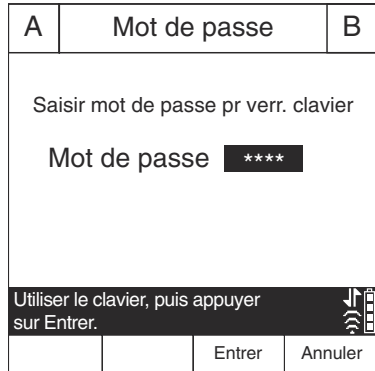 A Mot de passe B
Saisir mot de passe pr verr. clavier
Mot de passe ****
Utiliser le clavier, puis appuyer
sur Entrer.
Entrer Annuler